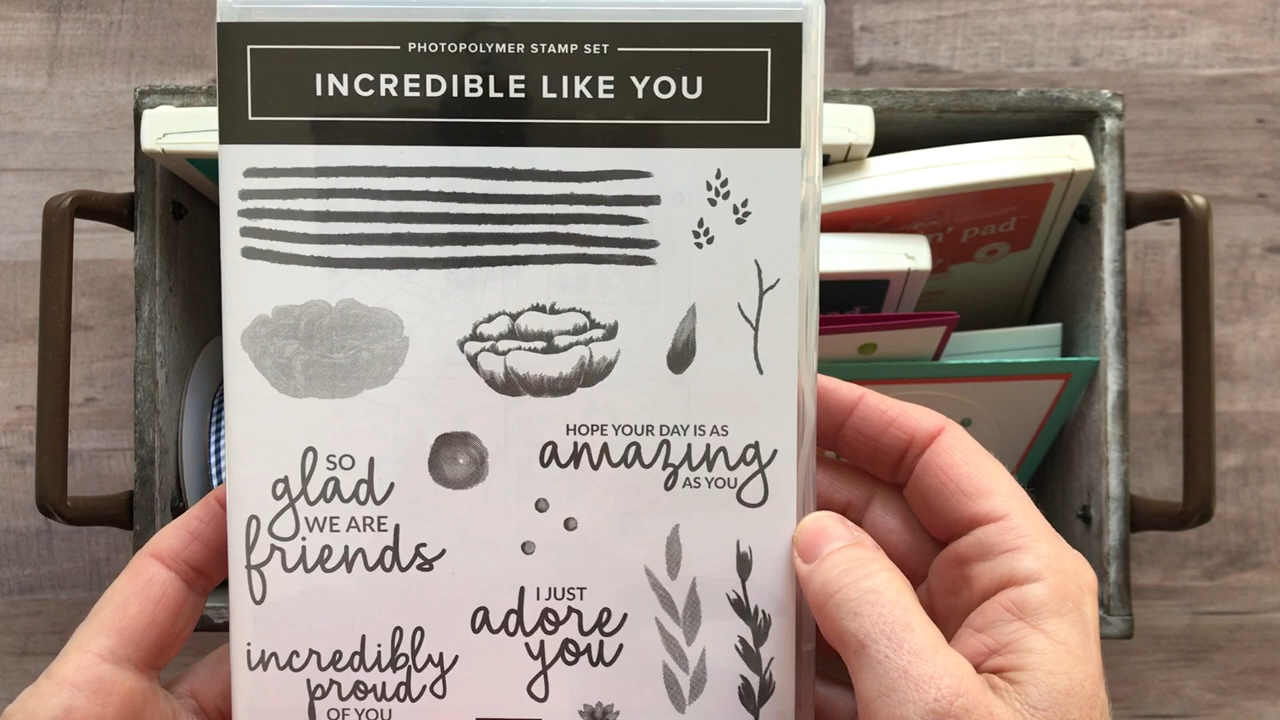 PHOTOPOLYMER STAMP SET
INCREDIBLE LIKE YOU
n' pad
HOPE YOUR DAY IS AS
amazing
AS YOU
SO
glad
WE ARE
friends
I JUST
adore
you
incredibly
proud
OF YOU